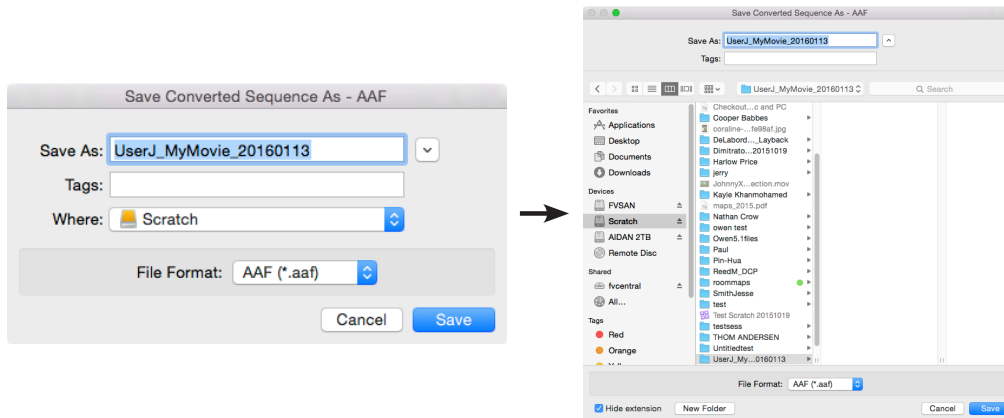 Save Converted Sequence As - AAF
Save As: UserJ_MyMovie_20160113
Tags:
Where: Scratch
File Format: AAF (*.aaf)
Cancel Save
Save Converted Sequence As - AAF
Save As: UserJ_MyMovie_20160113
Tags:
UserJ_MyMovie_20160113 Search
Favorites
Applications
Desktop
Documents
Downloads
Devices
FVSAN
Scratch
AIDAN 2TB
Remote Disc
Shared
fvcentral
All...
Tags
Red
Orange
Checkout...c and PC
Cooper Babbes
coraline-...fe98af.jpg
DeLabord..._Layback
Dimitrato...20151019
Harlow Price
jerry
JohnnyX...ection.mov
Kayle Khanmohamed
maps_2015.pdf
Nathan Crow
owen test
Owen5.1files
Paul
Pin-Hua
ReedM_DCP
roommaps
SmithJesse
test
Test Scratch 20151019
testsess
THOM ANDERSEN
Untitledtest
UserJ_My...0160113
File Format: AAF (*.aaf)
Hide extension New Folder Cancel Save